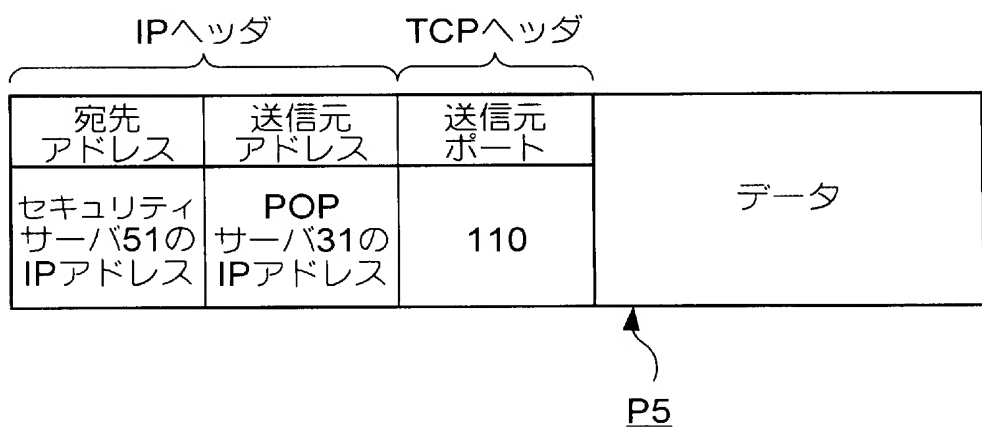 IPヘッダ
TCPヘッダ
宛先
アドレス
送信元
アドレス
送信元
ポート
データ
セキュリティ
サーバ51の
IPアドレス
POP
サーバ31の
IPアドレス
110
P5